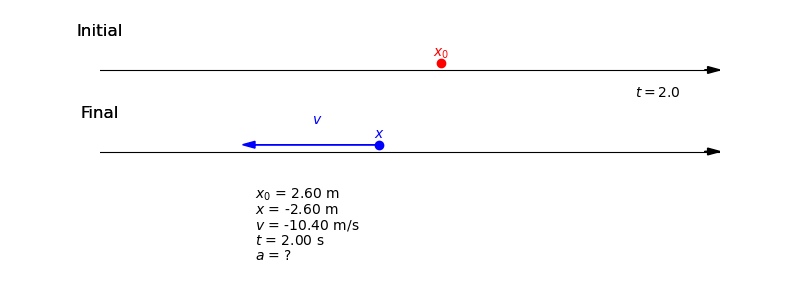 Initial
x₀
t = 2.0
Final
v
x
x₀ = 2.60 m
x = -2.60 m
v = -10.40 m/s
t = 2.00 s
a = ?